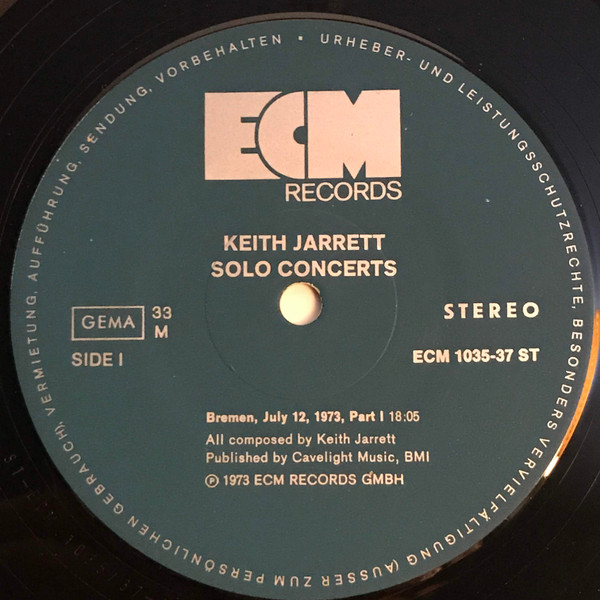 ECM
RECORDS
KEITH JARRETT
SOLO CONCERTS
GEMA
33
M
SIDE I
STEREO
ECM 1035-37 ST
Bremen, July 12, 1973, Part I 18:05
All composed by Keith Jarrett
Published by Cavelight Music, BMI
℗ 1973 ECM RECORDS GMBH
URHEBER- UND LEISTUNGSSCHUTZRECHTE, BESONDERS VERVIELFÄLTIGUNG (AUSSER ZUM PERSÖNLICHEN GEBRAUCH), VERMIETUNG, AUFFÜHRUNG, SENDUNG, VORBEHALTEN •